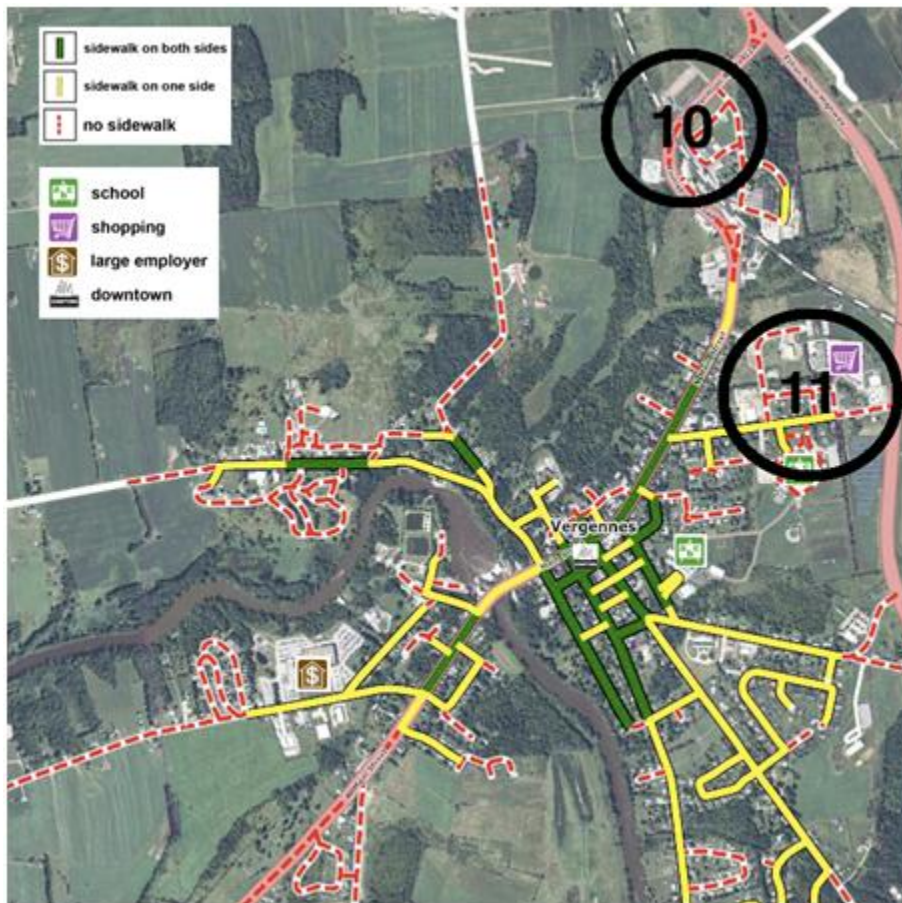 sidewalk on both sides
sidewalk on one side
no sidewalk
school
shopping
$
large employer
downtown
10
11
Vergennes
$